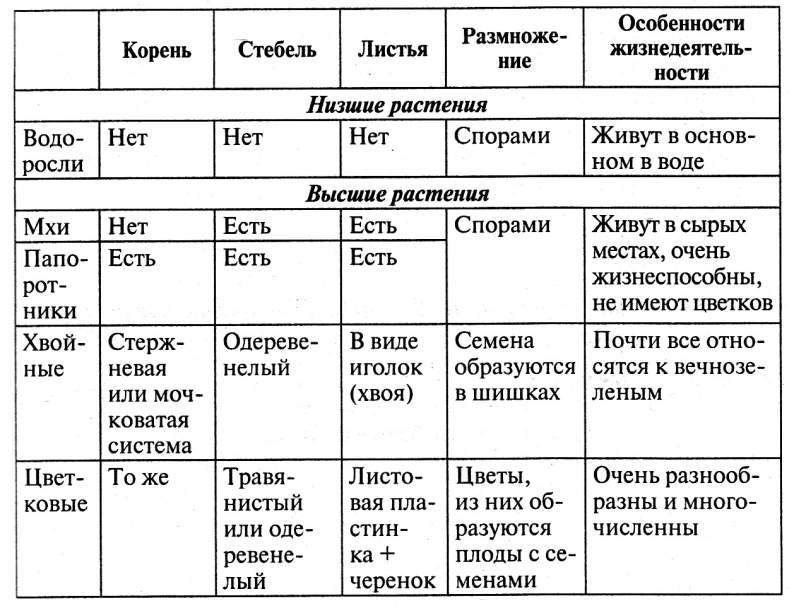 Корень Стебель Листья Размноже-
ние Особенности
жизнедеятель-
ности
Низшие растения
Водо-
росли
Нет
Нет
Нет
Спорами
Живут в основ-
ном в воде
Высшие растения
Мхи
Нет
Есть
Есть
Спорами
Живут в сырых
местах, очень
жизнеспособны,
не имеют цветков
Папо-
рот-
ники
Есть
Есть
Есть
Хвой-
ные
Стерж-
невая
или моч-
коватая
система
Одереве-
нелый
В виде
иголок
(хвоя)
Семена
образуются
в шишках
Почти все отно-
сятся к вечнозе-
леным
Цвет-
ковые
То же
Травя-
нистый
или оде-
ревене-
лый
Листо-
вая пла-
стин-
ка +
черенок
Цветы,
из них об-
разуются
плоды с се-
менами
Очень разнооб-
разны и много-
численны